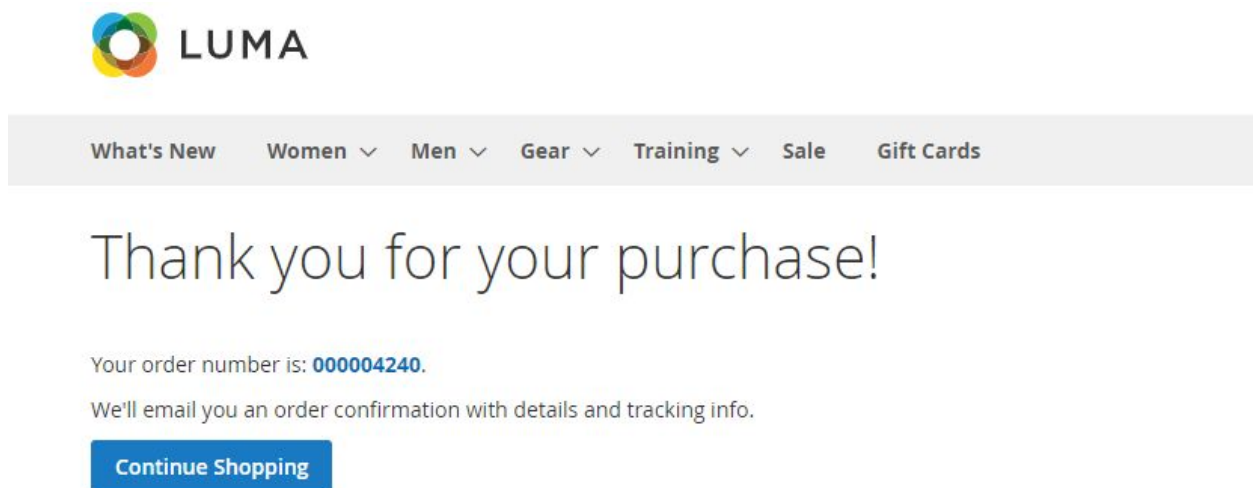 LUMA
What's New Women Men Gear Training Sale Gift Cards
Thank you for your purchase!
Your order number is: 000004240.
We'll email you an order confirmation with details and tracking info.
Continue Shopping